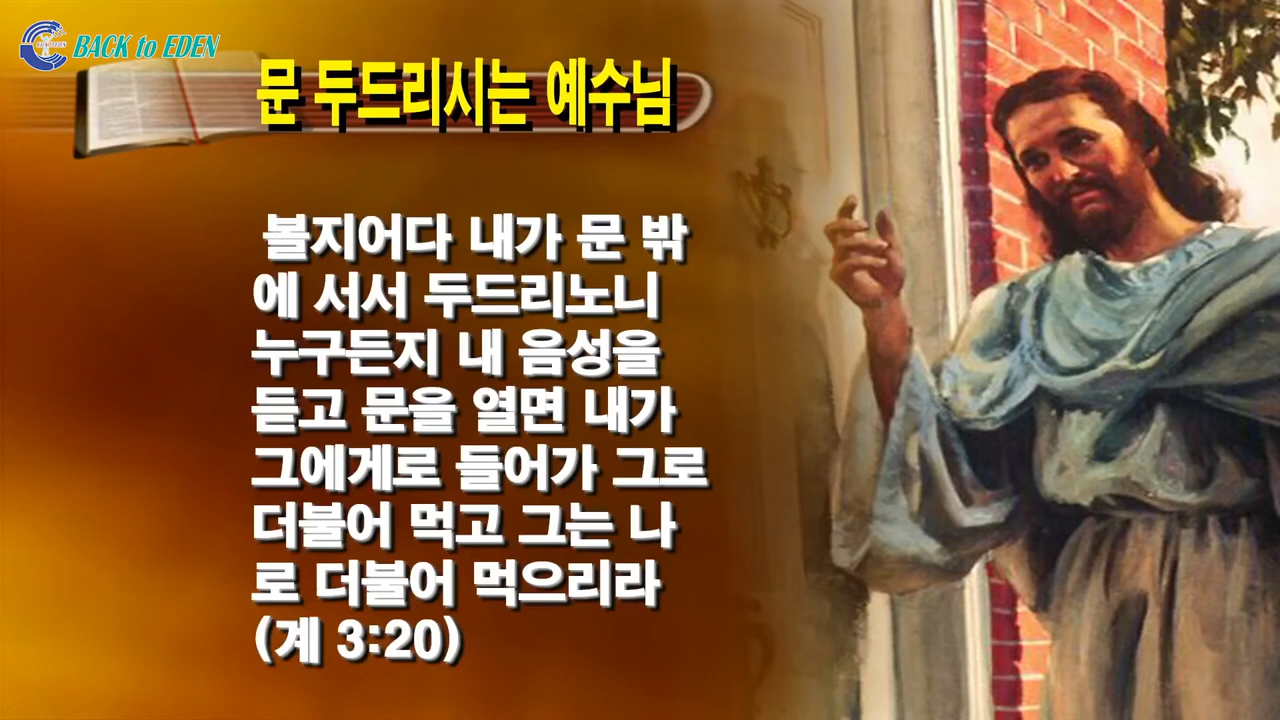 BACK to EDEN
문 두드리시는 예수님
볼지어다 내가 문 밖
에 서서 두드리노니
누구든지 내 음성을
듣고 문을 열면 내가
그에게로 들어가 그로
더불어 먹고 그는 나
로 더불어 먹으리라
(계 3:20)